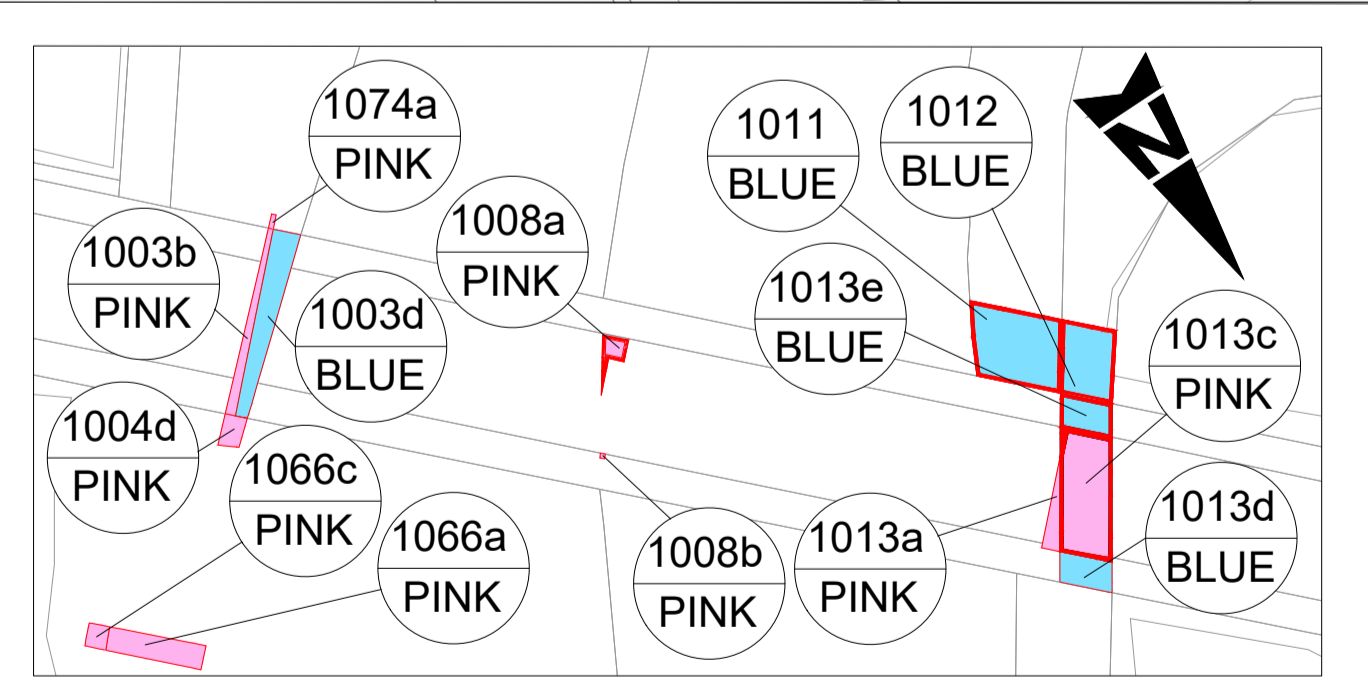 1074a
PINK
1011
BLUE
1012
BLUE
N
1003b
PINK
1008a
PINK
1003d
BLUE
1013e
BLUE
1013c
PINK
1004d
PINK
1066c
PINK
1066a
PINK
1008b
PINK
1013a
PINK
1013d
BLUE